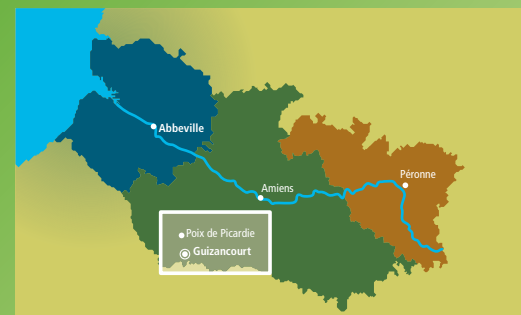 Abbeville
Péronne
Amiens
Poix de Picardie
Guizancourt